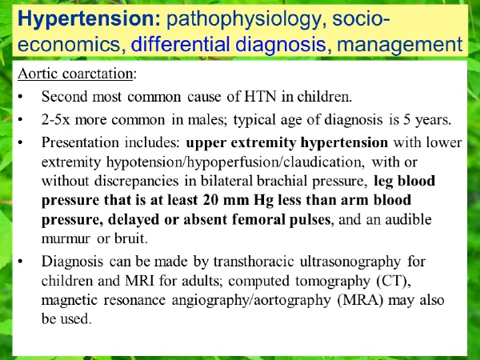 Hypertension: pathophysiology, socio-
economics, differential diagnosis, management
Aortic coarctation:
• Second most common cause of HTN in children.
• 2-5x more common in males; typical age of diagnosis is 5 years.
• Presentation includes: upper extremity hypertension with lower
extremity hypotension/hypoperfusion/claudication, with or
without discrepancies in bilateral brachial pressure, leg blood
pressure that is at least 20 mm Hg less than arm blood
pressure, delayed or absent femoral pulses, and an audible
murmur or bruit.
• Diagnosis can be made by transthoracic ultrasonography for
children and MRI for adults; computed tomography (CT),
magnetic resonance angiography/aortography (MRA) may also
be used.